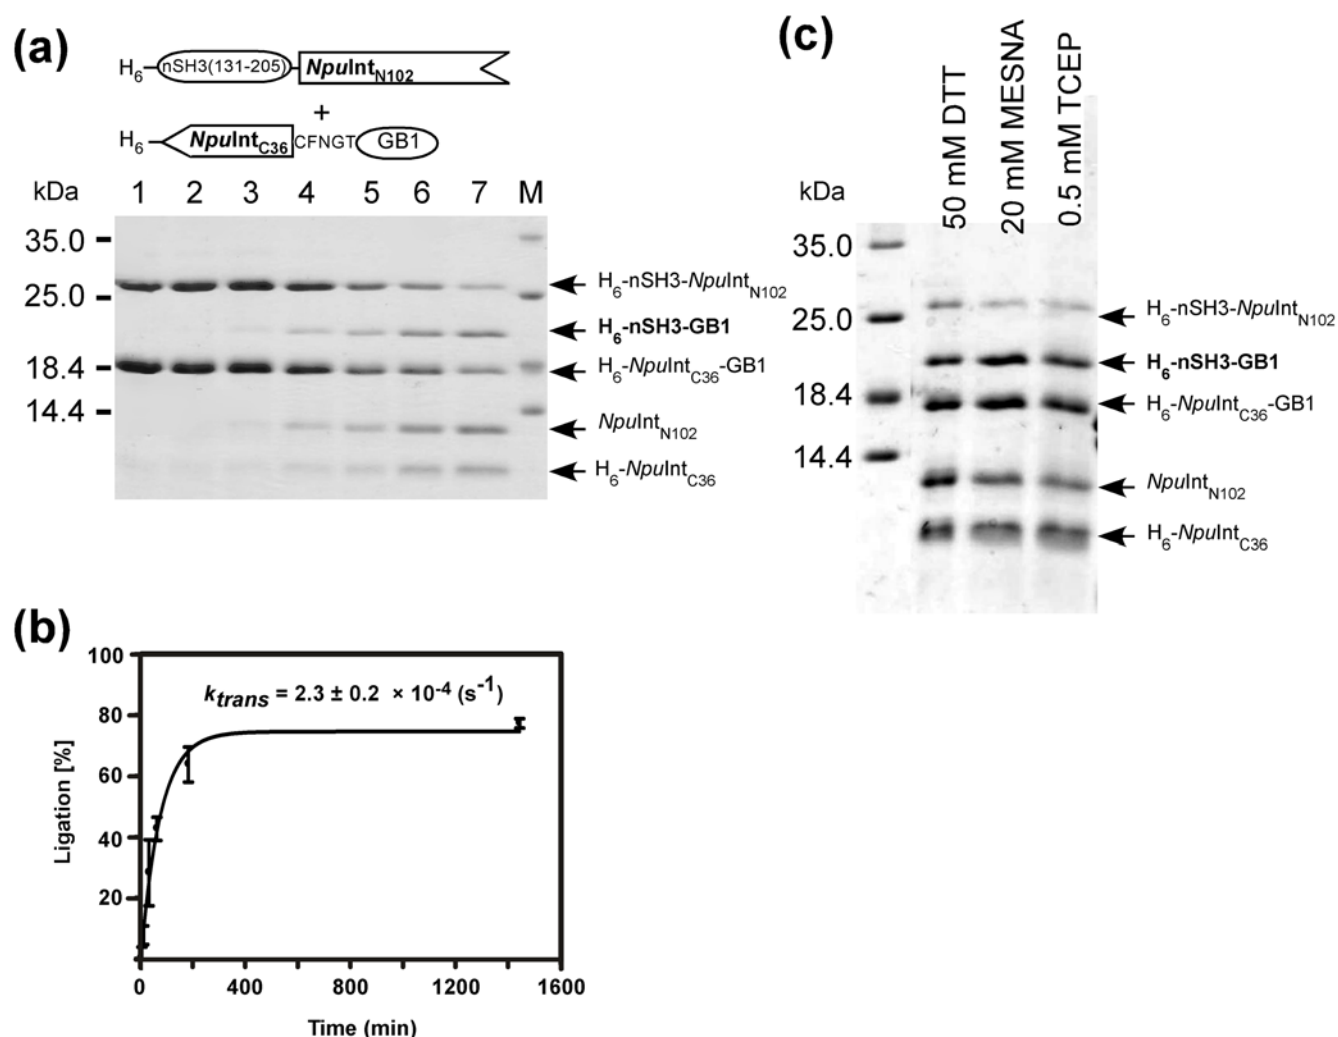 (a)
H6 nSH3(131-205) NpuIntN102
+
H6 NpuIntC36 CFNGT GB1
kDa 1 2 3 4 5 6 7 M
35.0
25.0
18.4
14.4
H6-nSH3-NpuIntN102
H6-nSH3-GB1
H6-NpuIntC36-GB1
NpuIntN102
H6-NpuIntC36
(b)
ktrans = 2.3 ± 0.2 × 10-4 (s-1)
Ligation [%]
100
80
60
40
20
0 400 800 1200 1600
Time (min)
(c)
50 mM DTT
20 mM MESNA
0.5 mM TCEP
kDa
35.0
25.0
18.4
14.4
H6-nSH3-NpuIntN102
H6-nSH3-GB1
H6-NpuIntC36-GB1
NpuIntN102
H6-NpuIntC36